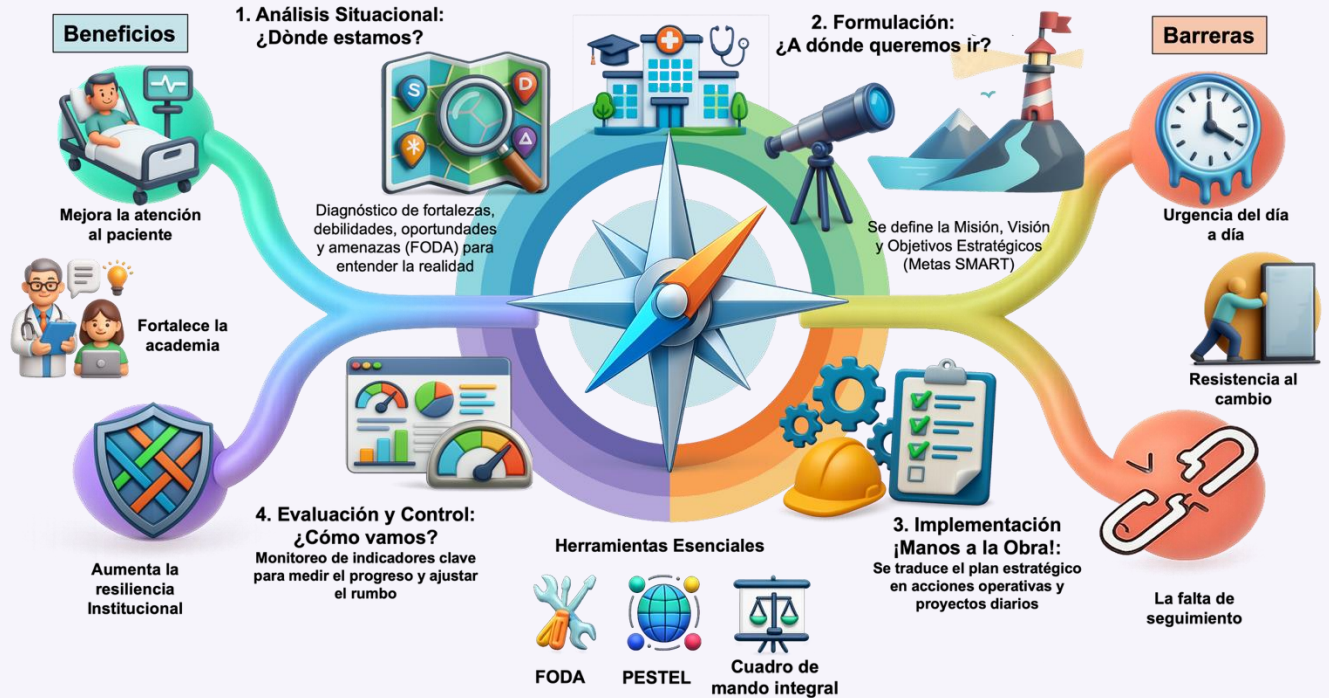 Beneficios
1. Análisis Situacional:
¿Dònde estamos?
2. Formulación:
¿A dónde queremos ir?
Barreras
S
D
Mejora la atención
al paciente
Diagnóstico de fortalezas,
debilidades, oportundades
y amenazas (FODA) para
entender la realidad
Se define la Misión, Visión
y Objetivos Estratégicos
(Metas SMART)
Urgencia del día
a día
Fortalece la
academia
Resistencia al
cambio
4. Evaluación y Control:
¿Cómo vamos?
Monitoreo de indicadores clave
para medir el progreso y ajustar
el rumbo
3. Implementación
¡Manos a la Obra!:
Se traduce el plan estratégico
en acciones operativas y
proyectos diarios
Aumenta la
resiliencia
Institucional
La falta de
seguimiento
Herramientas Esenciales
FODA
PESTEL
Cuadro de
mando integral